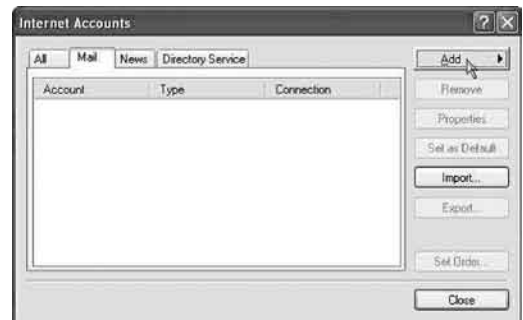 Internet Accounts
All Mail News Directory Service
Add
Account Type Connection
Remove
Properties
Set as Default
Import...
Export...
Set Order...
Close